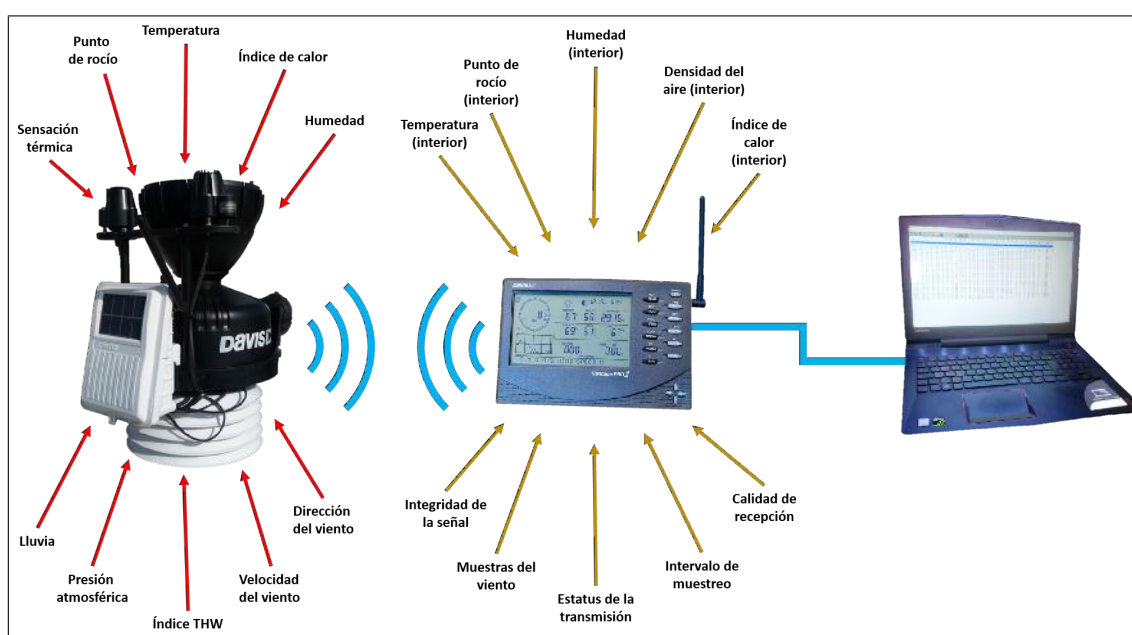 Temperatura
Punto
de rocío
Índice de calor
Sensación
térmica
Humedad
DAVIS
Lluvia
Presión
atmosférica
Índice THW
Velocidad
del viento
Dirección
del viento
Humedad
(interior)
Punto de
rocío
(interior)
Densidad del
aire (interior)
Temperatura
(interior)
Índice de
calor
(interior)
DAVIS
Integridad de
la señal
Muestras del
viento
Estatus de la
transmisión
Intervalo de
muestreo
Calidad de
recepción